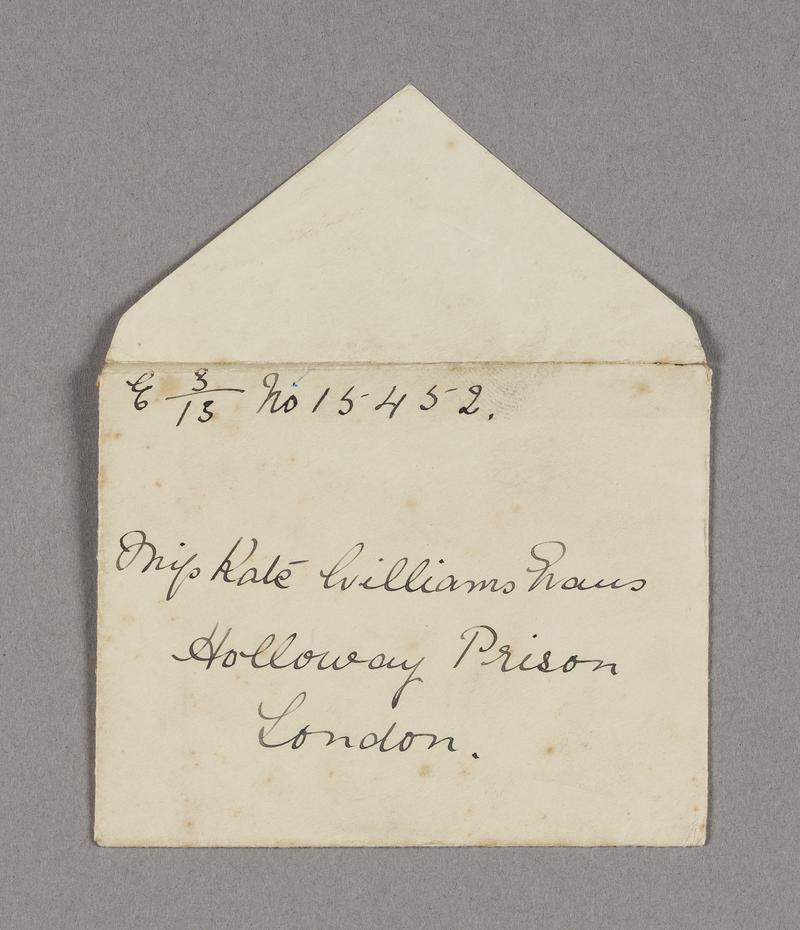 E 3/13 No 15452.
Miss Kate Williams Evans
Holloway Prison
London.